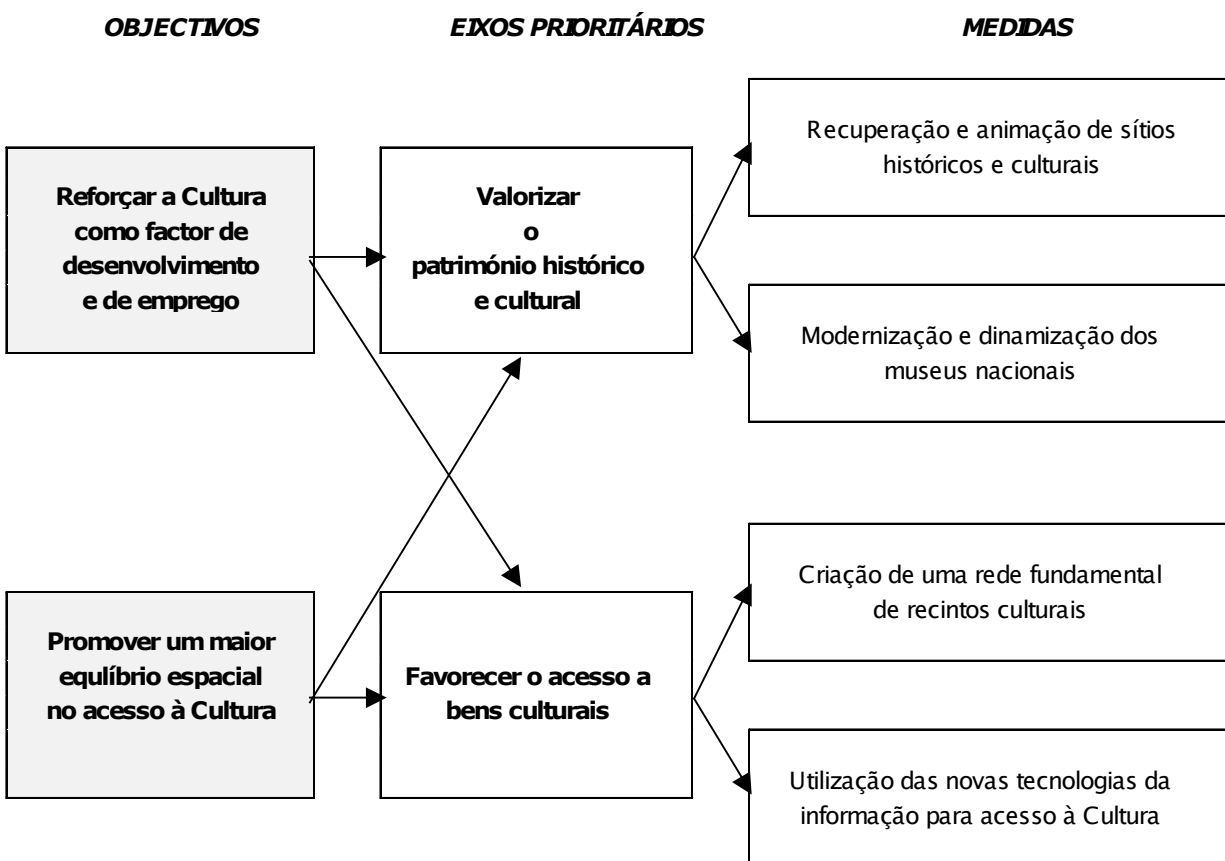 OBJECTIVOS
EIXOS PRIORITÁRIOS
MEDIDAS
Reforçar a Cultura
como factor de
desenvolvimento
e de emprego
Valorizar
o
património histórico
e cultural
Recuperação e animação de sítios
históricos e culturais
Modernização e dinamização dos
museus nacionais
Promover um maior
equlíbrio espacial
no acesso à Cultura
Favorecer o acesso a
bens culturais
Criação de uma rede fundamental
de recintos culturais
Utilização das novas tecnologias da
informação para acesso à Cultura